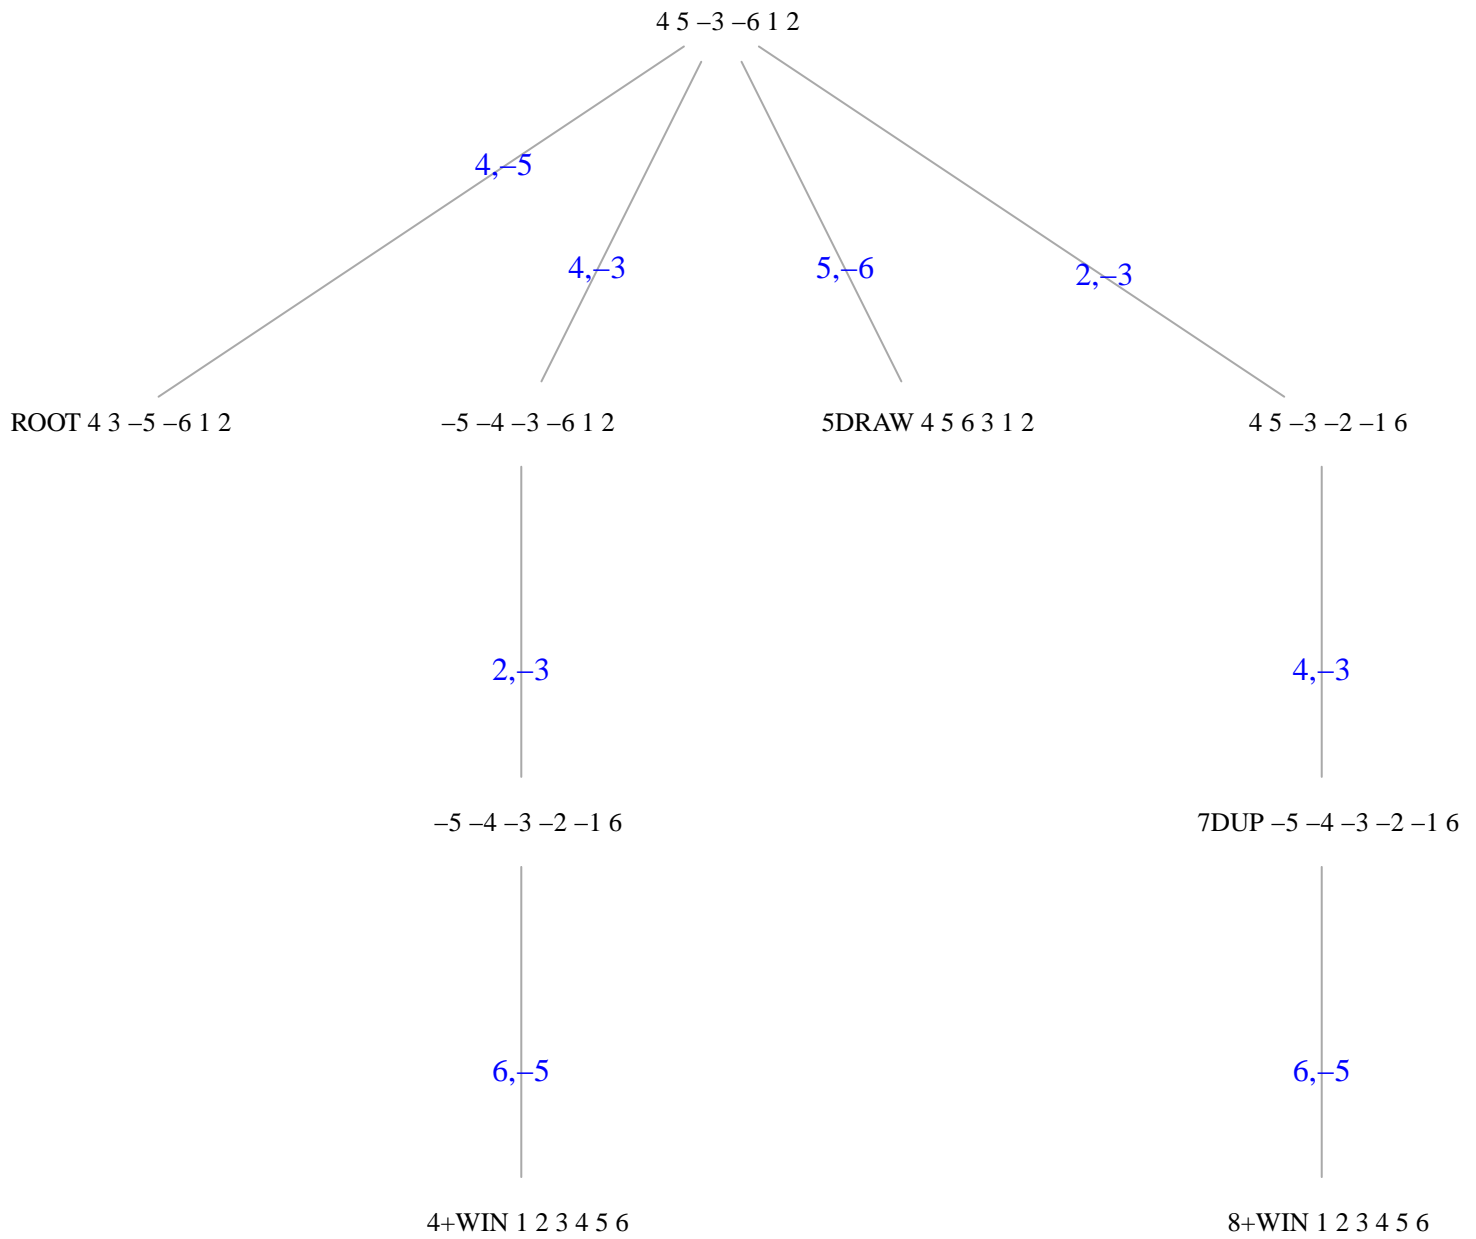 4 5 –3 –6 1 2
4,–5
4,–3
5,–6
2,–3
ROOT 4 3 –5 –6 1 2
–5 –4 –3 –6 1 2
5DRAW 4 5 6 3 1 2
4 5 –3 –2 –1 6
2,–3
4,–3
–5 –4 –3 –2 –1 6
7DUP –5 –4 –3 –2 –1 6
6,–5
6,–5
4+WIN 1 2 3 4 5 6
8+WIN 1 2 3 4 5 6